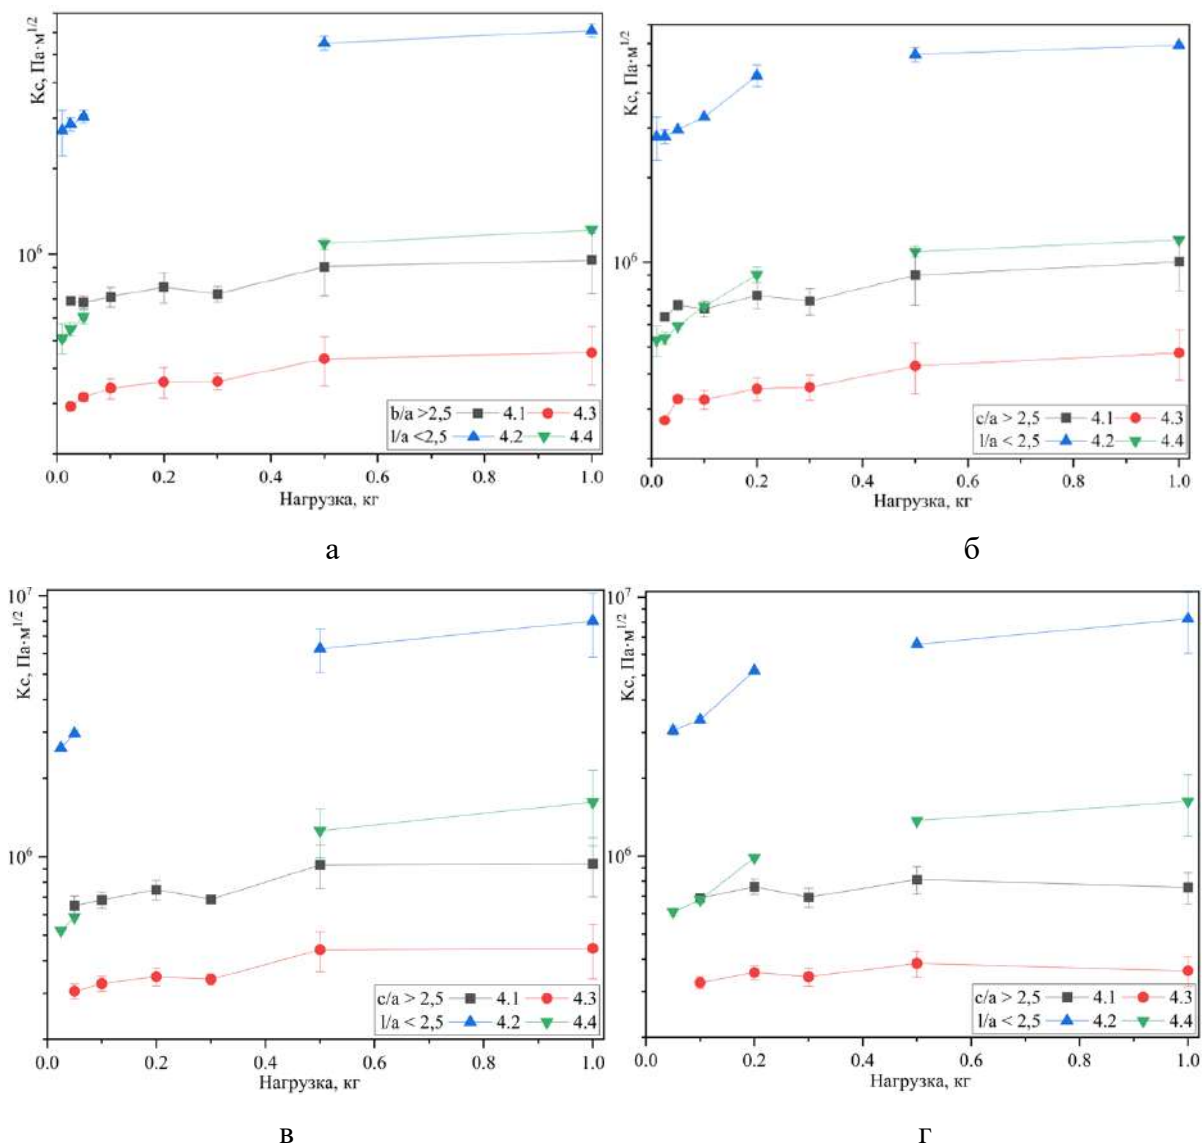 Kc, Па·м1/2
10⁶
b/a >2,5 4.1 4.3
l/a <2,5 4.2 4.4
0.0 0.2 0.4 0.6 0.8 1.0
Нагрузка, кг
а
Kc, Па·м1/2
10⁶
c/a > 2,5 4.1 4.3
l/a < 2,5 4.2 4.4
0.0 0.2 0.4 0.6 0.8 1.0
Нагрузка, кг
б
10⁷
Kc, Па·м1/2
10⁶
c/a > 2,5 4.1 4.3
l/a < 2,5 4.2 4.4
0.0 0.2 0.4 0.6 0.8 1.0
Нагрузка, кг
в
10⁷
Kc, Па·м1/2
10⁶
c/a > 2,5 4.1 4.3
l/a < 2,5 4.2 4.4
0.0 0.2 0.4 0.6 0.8 1.0
Нагрузка, кг
г